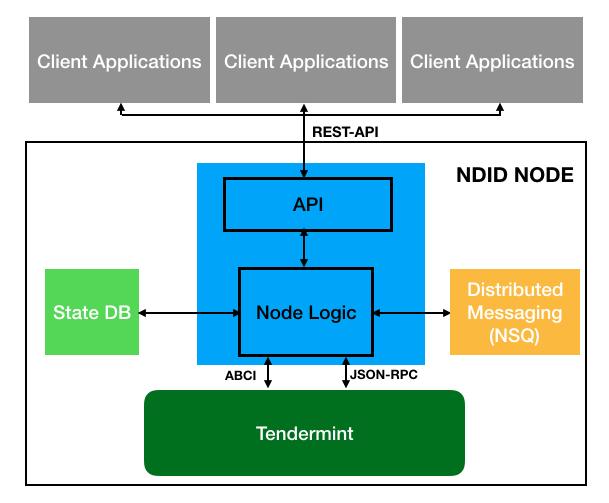 Client Applications
Client Applications
Client Applications
REST-API
NDID NODE
API
State DB
Node Logic
Distributed
Messaging
(NSQ)
ABCI
JSON-RPC
Tendermint